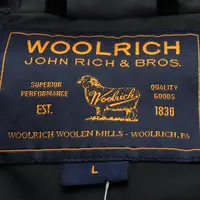 WOOLRICH
JOHN RICH & BROS.
SUPERIOR PERFORMANCE
QUALITY GOODS
Woolrich
EST.
1830
WOOLRICH WOOLEN MILLS - WOOLRICH, PA
L